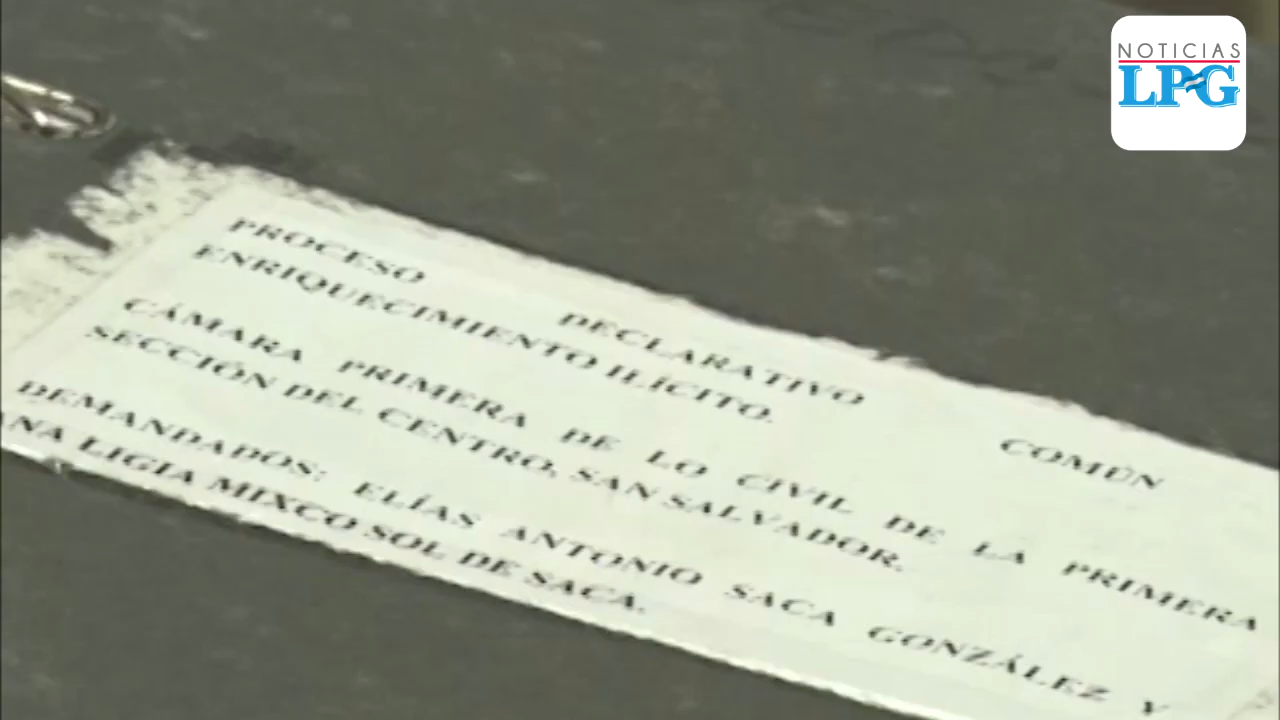 NOTICIAS
LPG
PROCESO DECLARATIVO COMÚN
ENRIQUECIMIENTO ILÍCITO.
CÁMARA PRIMERA DE LO CIVIL DE LA PRIMERA
SECCIÓN DEL CENTRO, SAN SALVADOR.
DEMANDADOS: ELÍAS ANTONIO SACA GONZÁLEZ Y
ANA LIGIA MIXCO SOL DE SACA.